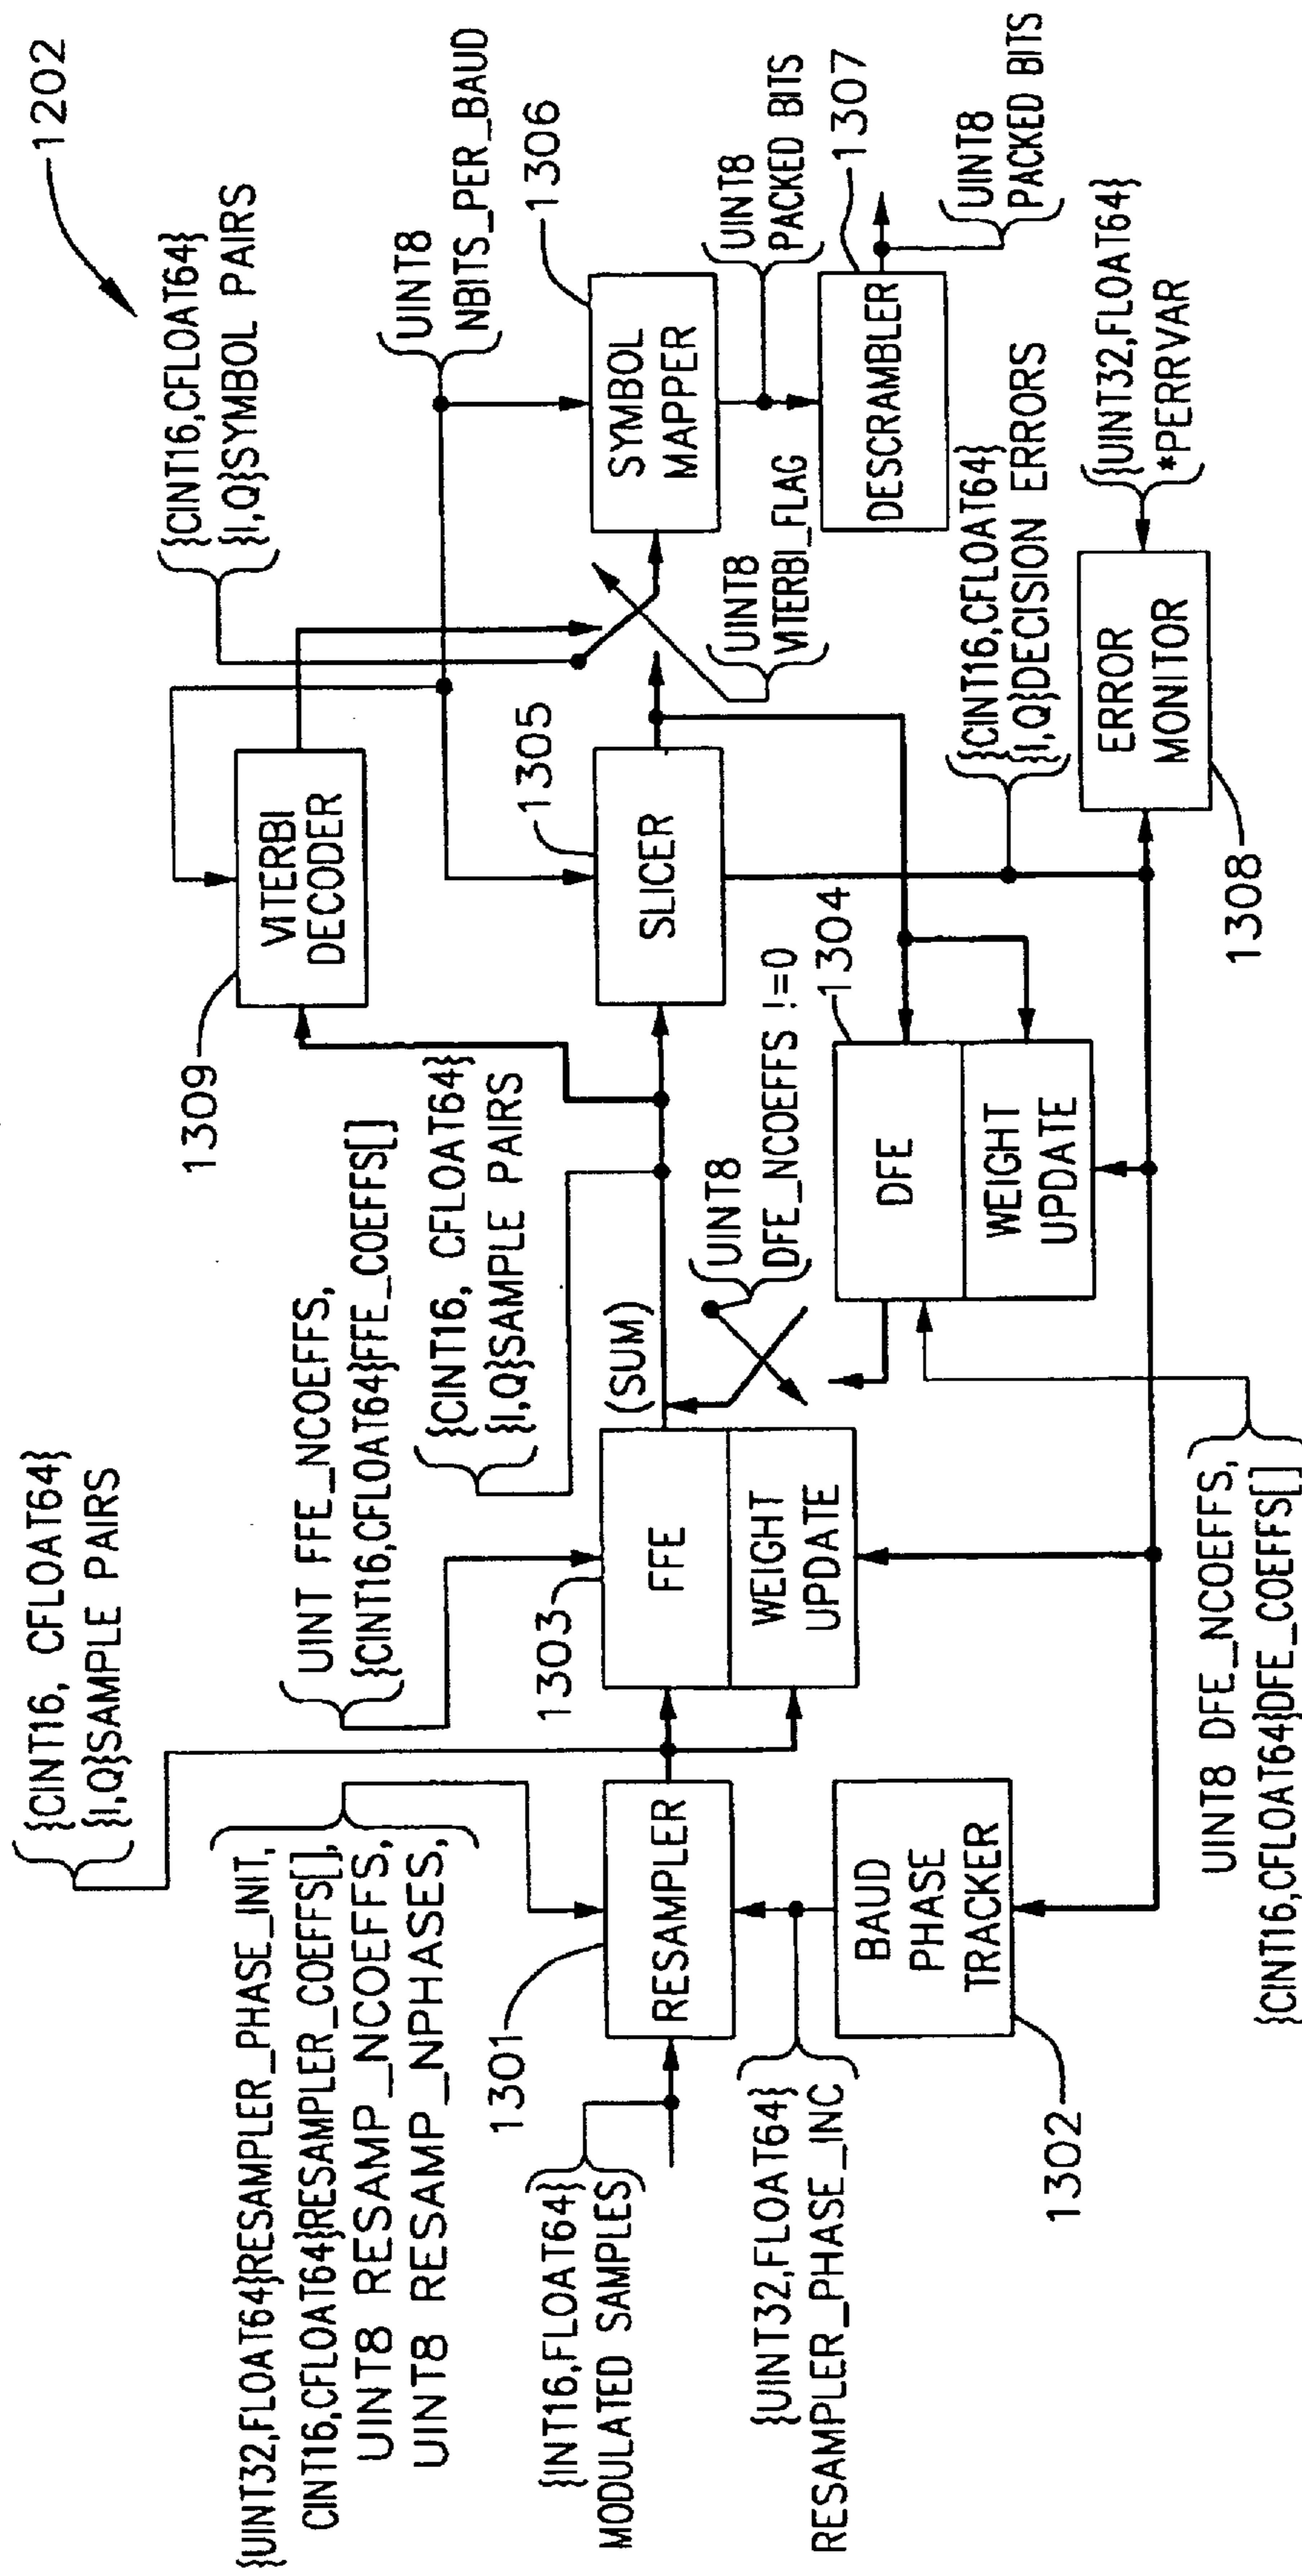 1202
{CINT16, CFLOAT64}
{I,Q}SAMPLE PAIRS
{UINT32,FLOAT64}RESAMPLER_PHASE_INIT,
CINT16,CFLOAT64}RESAMPLER_COEFFS[],
UINT8 RESAMP_NCOEFFS,
UINT8 RESAMP_NPHASES,
1301
{INT16,FLOAT64}
MODULATED SAMPLES
RESAMPLER
{UINT32,FLOAT64}
RESAMPLER_PHASE_INC
BAUD
PHASE
TRACKER
1302
UINT FFE_NCOEFFS,
{CINT16,CFLOAT64}FFE_COEFFS[]
1303
FFE
WEIGHT
UPDATE
{CINT16, CFLOAT64}
{I,Q}SAMPLE PAIRS
(SUM)
UINT8
DFE_NCOEFFS !=0
1304
DFE
WEIGHT
UPDATE
UINT8 DFE_NCOEFFS,
{CINT16,CFLOAT64}DFE_COEFFS[]
1309
VITERBI
DECODER
1305
SLICER
{CINT16,CFLOAT64}
{I,Q}SYMBOL PAIRS
UINT8
NBITS_PER_BAUD
1306
SYMBOL
MAPPER
UINT8
VITERBI_FLAG
UINT8
PACKED BITS
DESCRAMBLER
1307
UINT8
PACKED BITS
{CINT16,CFLOAT64}
{I,Q}DECISION ERRORS
ERROR
MONITOR
1308
{UINT32,FLOAT64}
*PERRVAR